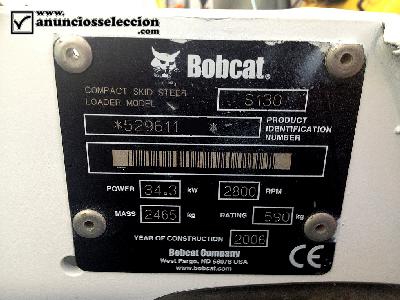 www.
anunciosseleccion
.com
Bobcat.
COMPACT SKID STEER
LOADER MODEL S130
*529611 * PRODUCT
IDENTIFICATION
NUMBER
POWER 34.3 kW 2800 RPM
MASS 2465 kg RATING 590 kg
YEAR OF CONSTRUCTION 2006
Bobcat Company
West Fargo, ND 58078 USA
www.bobcat.com
CE